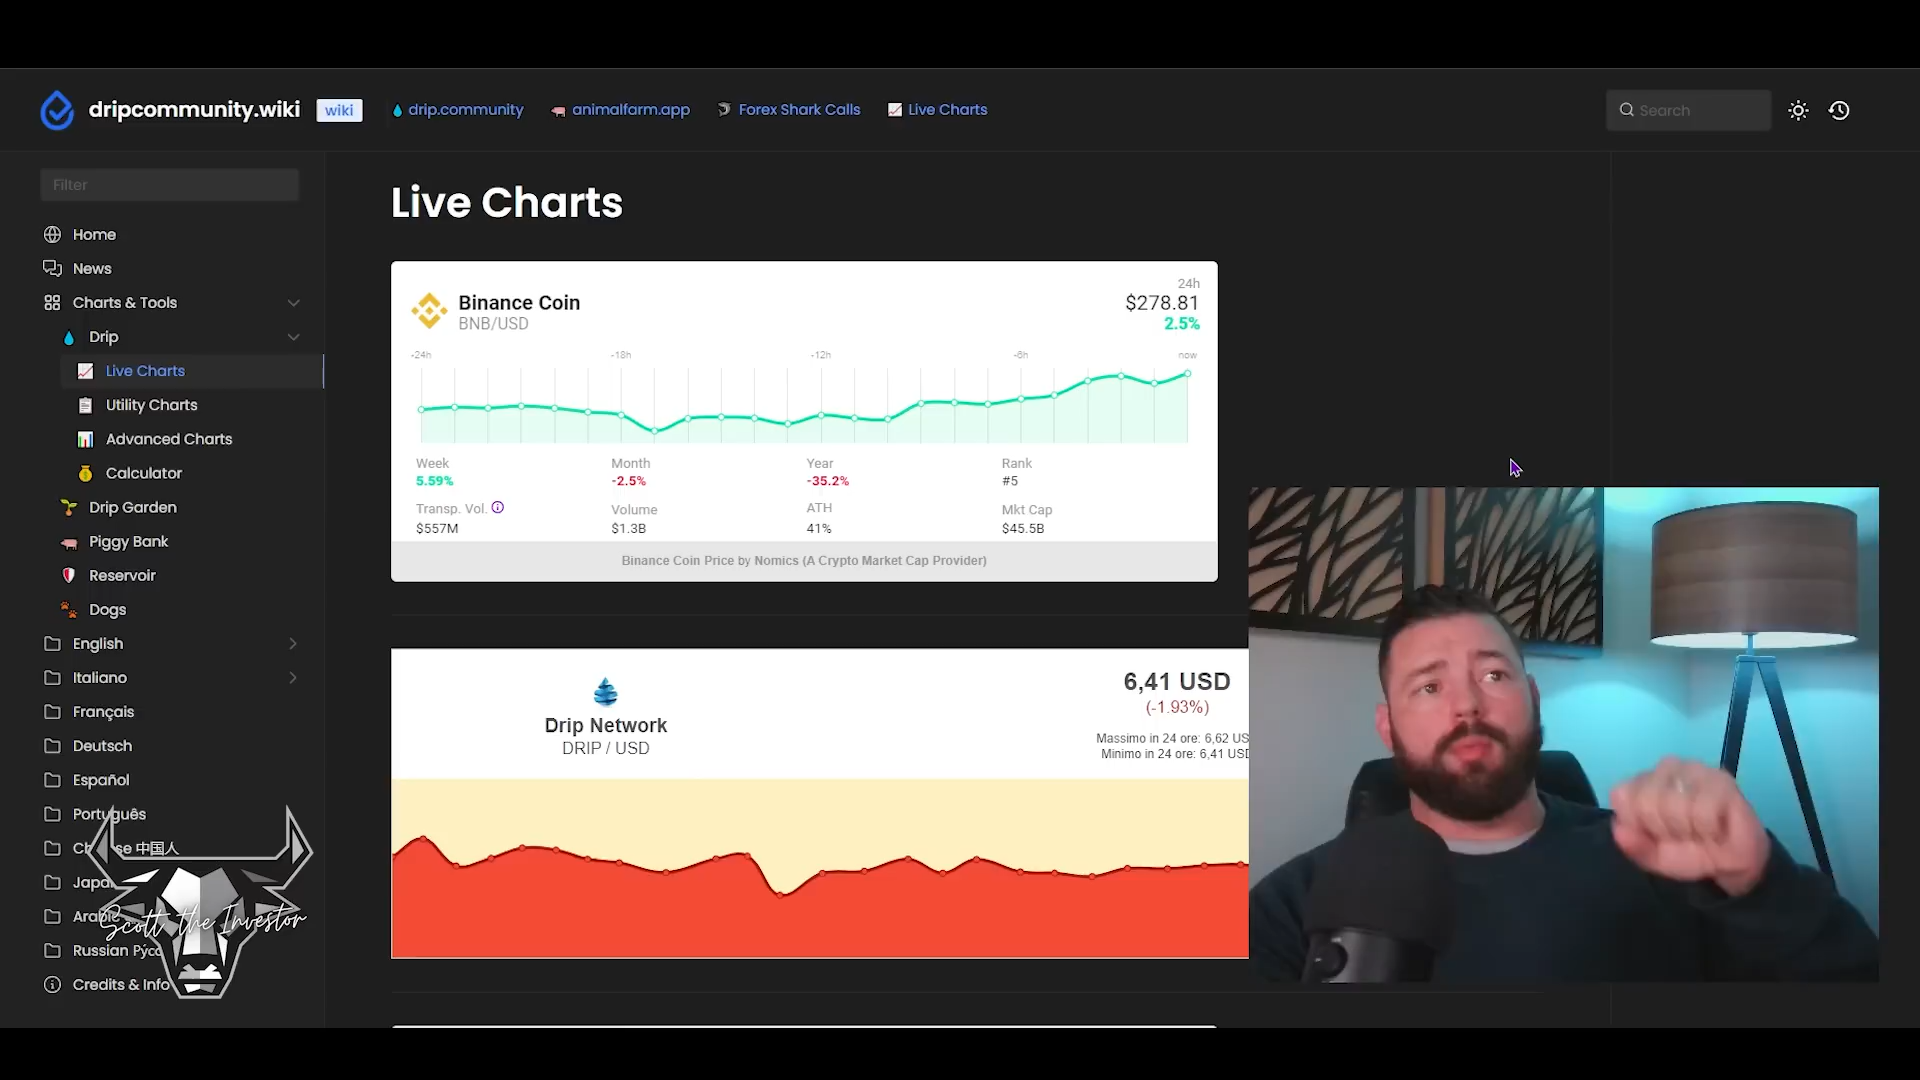 dripcommunity.wiki wiki drip.community animalfarm.app Forex Shark Calls Live Charts Search
Filter
Home
News
Charts & Tools
Drip
Live Charts
Utility Charts
Advanced Charts
Calculator
Drip Garden
Piggy Bank
Reservoir
Dogs
English
Italiano
Français
Deutsch
Español
Português
中国人
Scott the Investor
Russian
Credits & Info
Live Charts
Binance Coin
BNB/USD
24h
$278.81
2.5%
-24h -18h -12h -6h now
Week Month Year Rank
5.59% -2.5% -35.2% #5
Transp. Vol. Volume ATH Mkt Cap
$557M $1.3B 41% $45.5B
Binance Coin Price by Nomics (A Crypto Market Cap Provider)
Drip Network
DRIP / USD
6,41 USD
(-1.93%)
Massimo in 24 ore: 6,62 US
Minimo in 24 ore: 6,41 USD